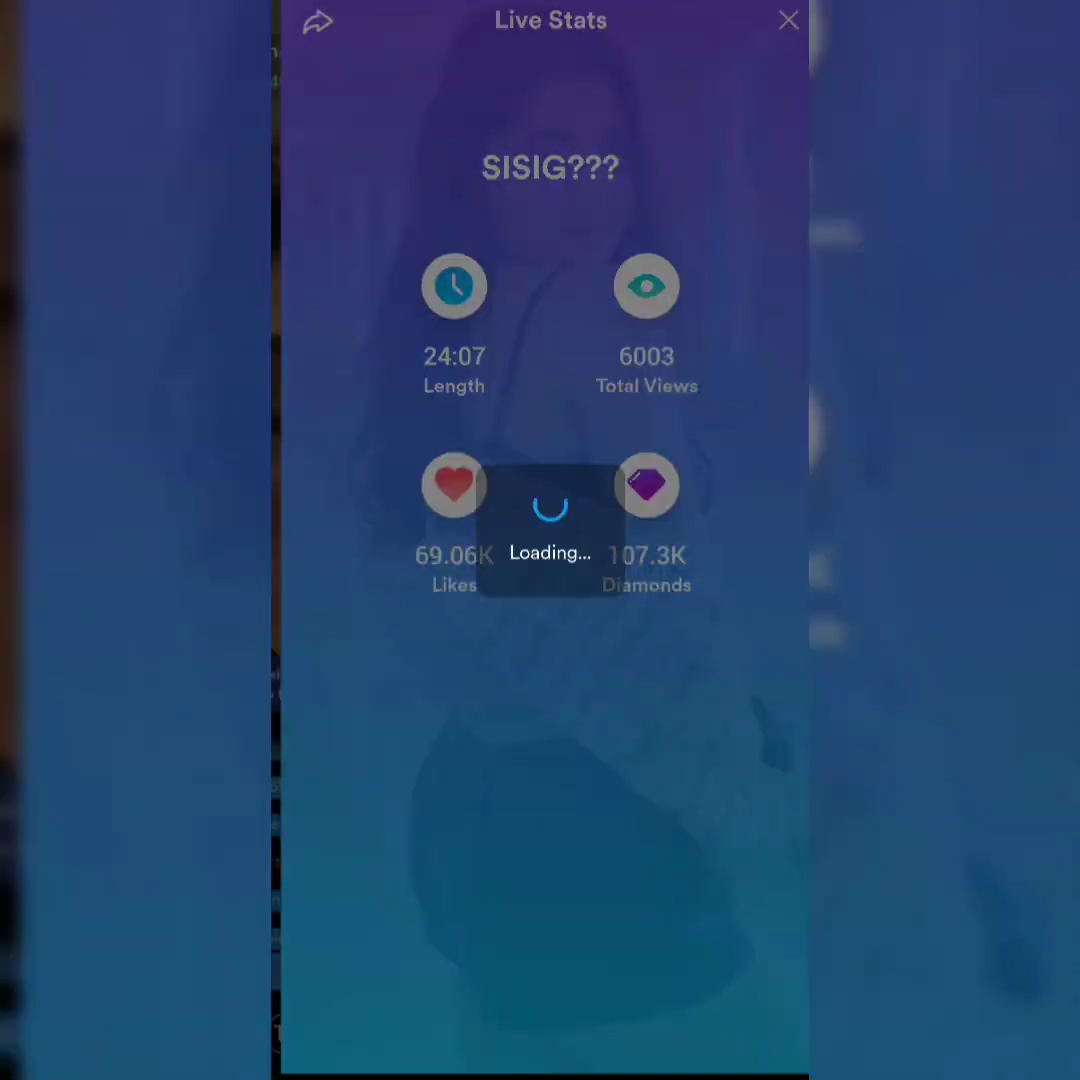 Live Stats
SISIG???
24:07
Length
6003
Total Views
69.06K
Likes
107.3K
Diamonds
Loading...